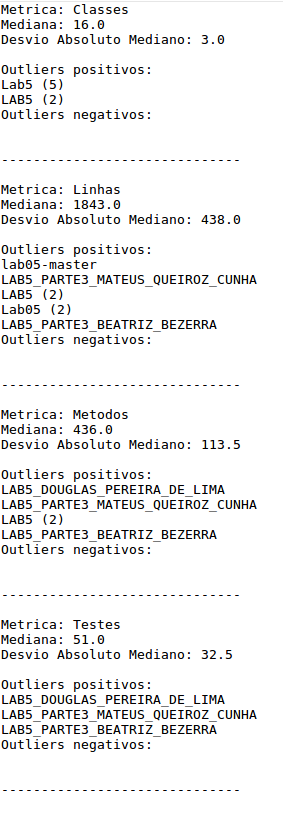 Metrica: Classes
Mediana: 16.0
Desvio Absoluto Mediano: 3.0
Outliers positivos:
Lab5 (5)
LAB5 (2)
Outliers negativos:
------------------------------
Metrica: Linhas
Mediana: 1843.0
Desvio Absoluto Mediano: 438.0
Outliers positivos:
lab05-master
LAB5_PARTE3_MATEUS_QUEIROZ_CUNHA
LAB5 (2)
Lab05 (2)
LAB5_PARTE3_BEATRIZ_BEZERRA
Outliers negativos:
------------------------------
Metrica: Metodos
Mediana: 436.0
Desvio Absoluto Mediano: 113.5
Outliers positivos:
LAB5_DOUGLAS_PEREIRA_DE_LIMA
LAB5_PARTE3_MATEUS_QUEIROZ_CUNHA
LAB5 (2)
LAB5_PARTE3_BEATRIZ_BEZERRA
Outliers negativos:
------------------------------
Metrica: Testes
Mediana: 51.0
Desvio Absoluto Mediano: 32.5
Outliers positivos:
LAB5_DOUGLAS_PEREIRA_DE_LIMA
LAB5_PARTE3_MATEUS_QUEIROZ_CUNHA
LAB5_PARTE3_BEATRIZ_BEZERRA
Outliers negativos:
------------------------------